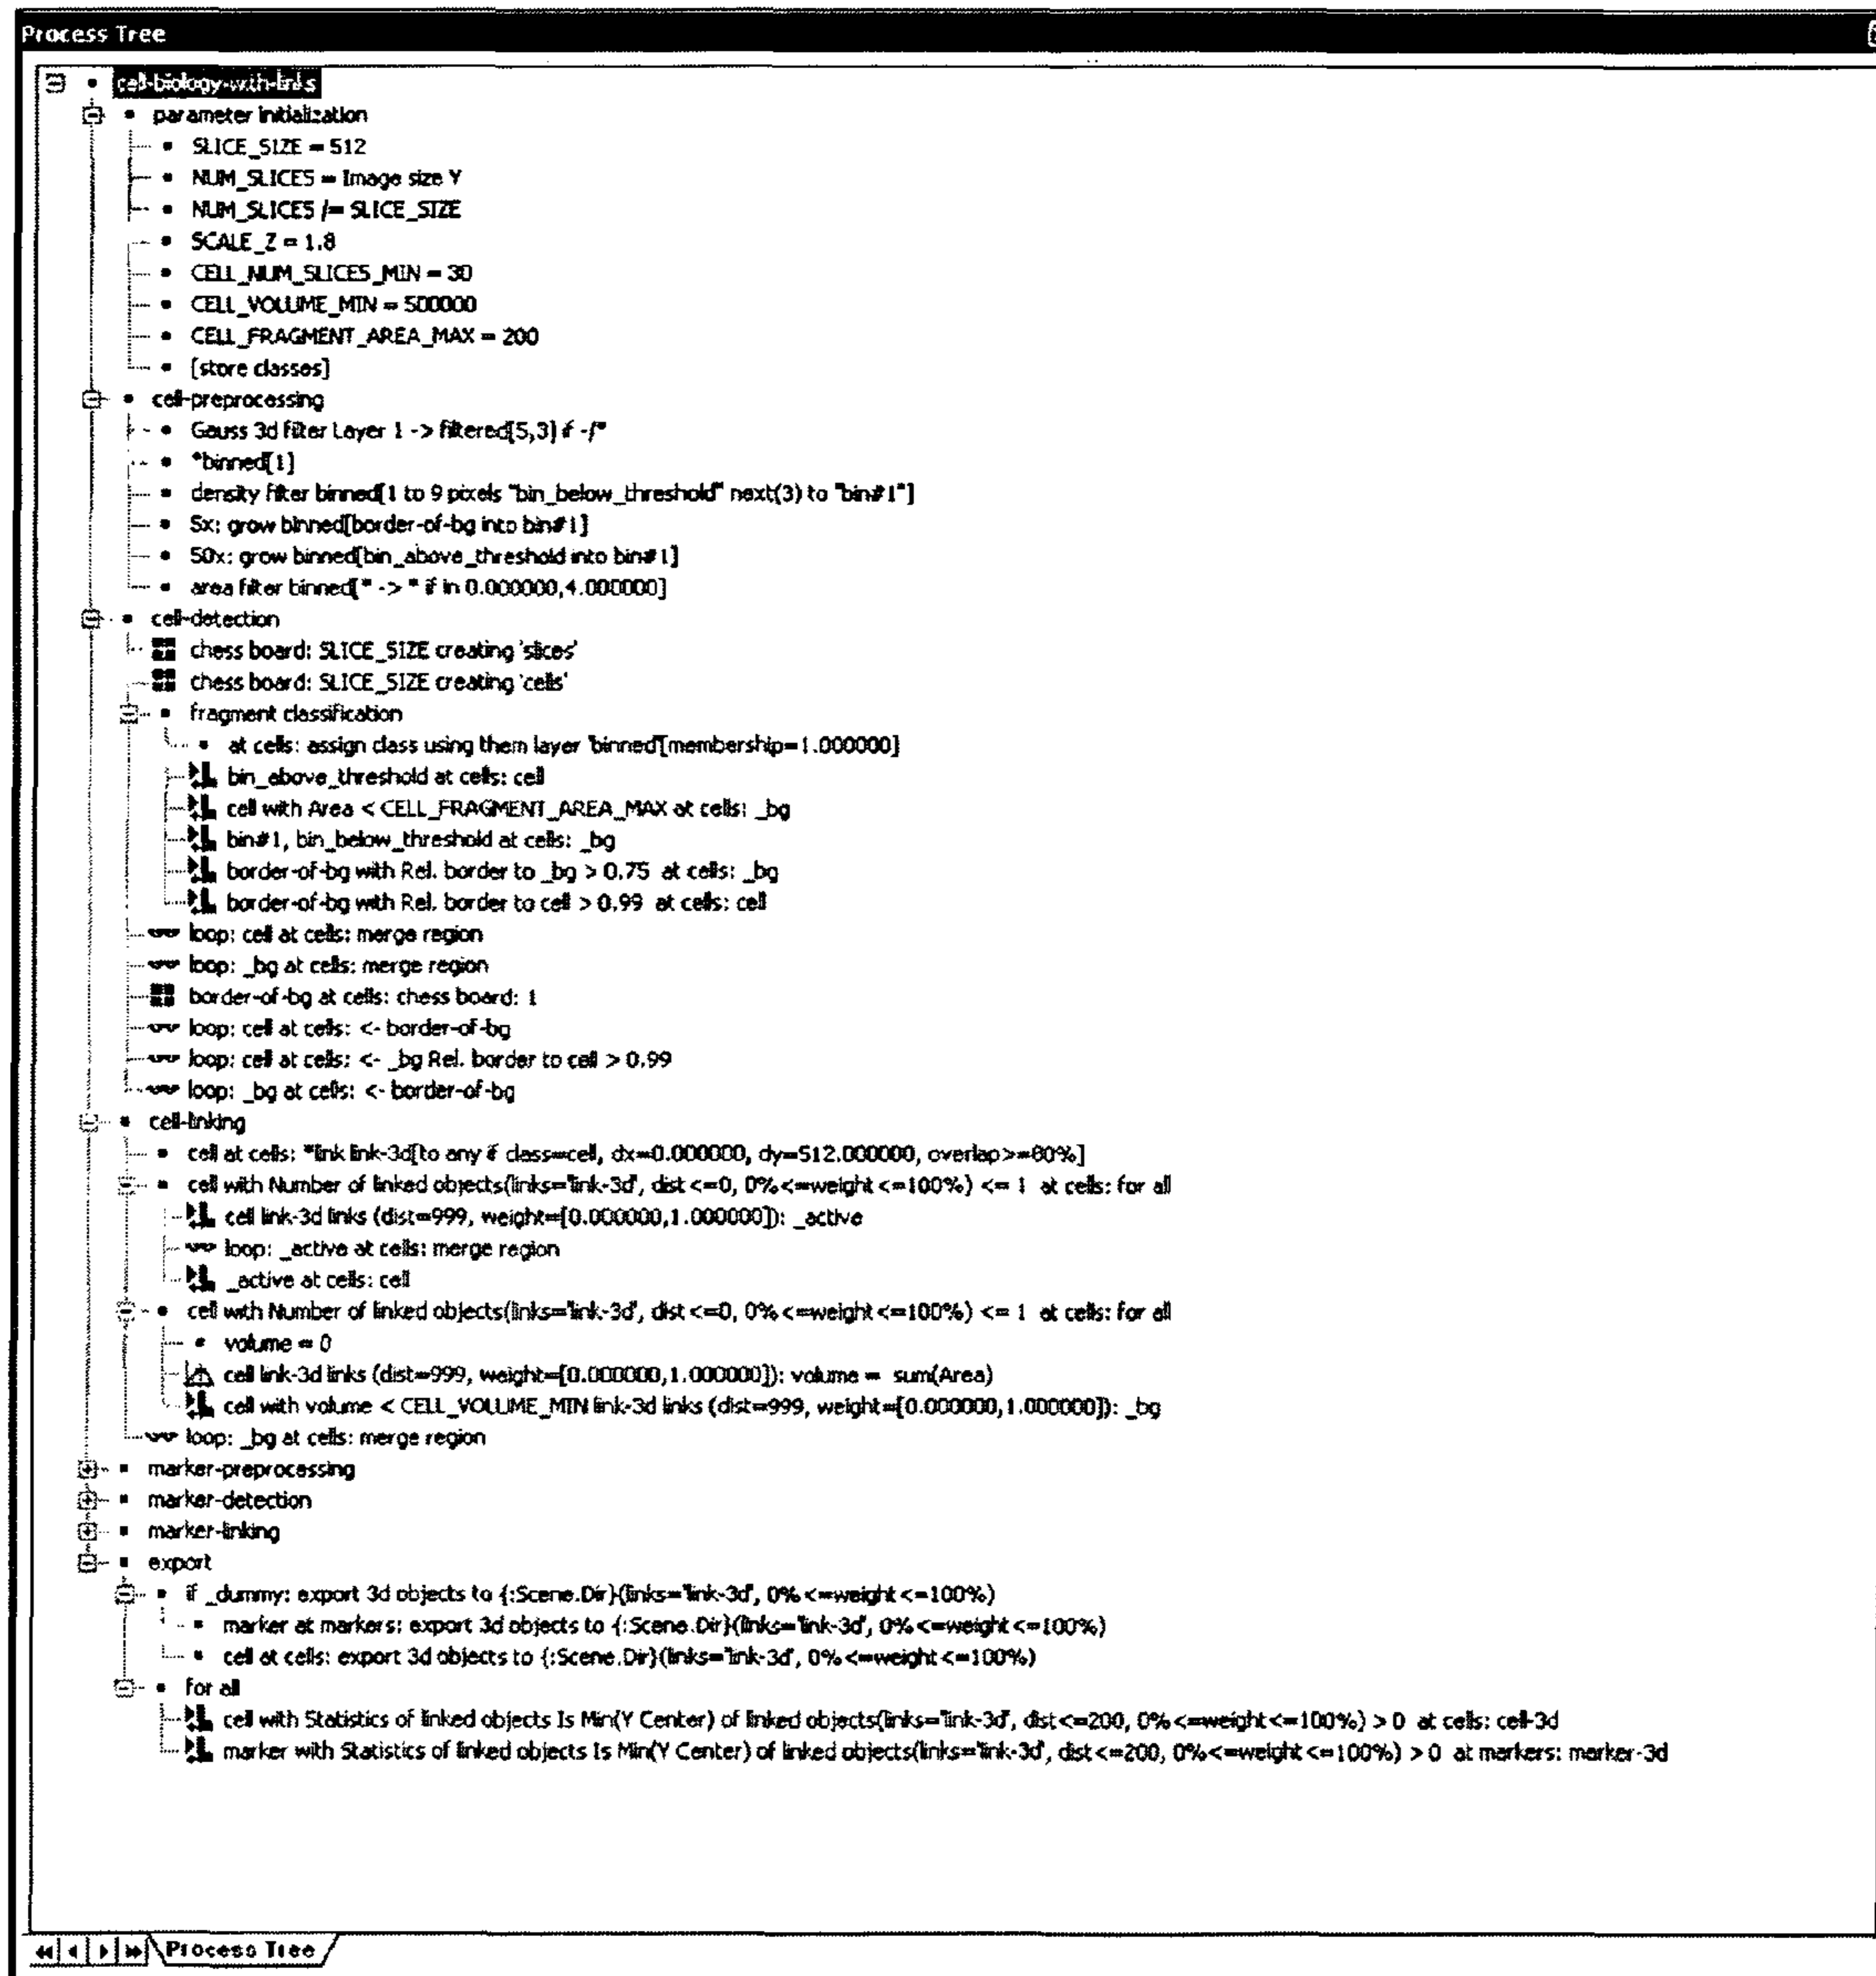 Process Tree
cell-biology-with-links
parameter initialization
SLICE_SIZE = 512
NUM_SLICES = Image size Y
NUM_SLICES /= SLICE_SIZE
SCALE_Z = 1.8
CELL_NUM_SLICES_MIN = 30
CELL_VOLUME_MIN = 500000
CELL_FRAGMENT_AREA_MAX = 200
[store classes]
cell-preprocessing
Gauss 3d filter Layer 1 -> filtered[5,3] if -f*
*binned[1]
density filter binned[1 to 9 pixels "bin_below_threshold" next(3) to "bin#1"]
5x: grow binned[border-of-bg into bin#1]
50x: grow binned[bin_above_threshold into bin#1]
area filter binned[* -> * if in 0.000000,4.000000]
cell-detection
chess board: SLICE_SIZE creating 'slices'
chess board: SLICE_SIZE creating 'cells'
fragment classification
at cells: assign class using them layer 'binned'[membership=1.000000]
bin_above_threshold at cells: cell
cell with Area < CELL_FRAGMENT_AREA_MAX at cells: _bg
bin#1, bin_below_threshold at cells: _bg
border-of-bg with Rel. border to _bg > 0.75 at cells: _bg
border-of-bg with Rel. border to cell > 0.99 at cells: cell
loop: cell at cells: merge region
loop: _bg at cells: merge region
border-of-bg at cells: chess board: 1
loop: cell at cells: <- border-of-bg
loop: cell at cells: <- _bg Rel. border to cell > 0.99
loop: _bg at cells: <- border-of-bg
cell-linking
cell at cells: *link link-3d[to any if class=cell, dx=0.000000, dy=512.000000, overlap>=80%]
cell with Number of linked objects(links='link-3d', dist<=0, 0%<=weight<=100%) <= 1 at cells: for all
cell link-3d links (dist=999, weight=[0.000000,1.000000]): _active
loop: _active at cells: merge region
_active at cells: cell
cell with Number of linked objects(links='link-3d', dist<=0, 0%<=weight<=100%) <= 1 at cells: for all
volume = 0
cell link-3d links (dist=999, weight=[0.000000,1.000000]): volume = sum(Area)
cell with volume < CELL_VOLUME_MIN link-3d links (dist=999, weight=[0.000000,1.000000]): _bg
loop: _bg at cells: merge region
marker-preprocessing
marker-detection
marker-linking
export
if _dummy: export 3d objects to {:Scene.Dir}(links='link-3d', 0%<=weight<=100%)
marker at markers: export 3d objects to {:Scene.Dir}(links='link-3d', 0%<=weight<=100%)
cell at cells: export 3d objects to {:Scene.Dir}(links='link-3d', 0%<=weight<=100%)
for all
cell with Statistics of linked objects Is Min(Y Center) of linked objects(links='link-3d', dist<=200, 0%<=weight<=100%) > 0 at cells: cell-3d
marker with Statistics of linked objects Is Min(Y Center) of linked objects(links='link-3d', dist<=200, 0%<=weight<=100%) > 0 at markers: marker-3d
Process Tree